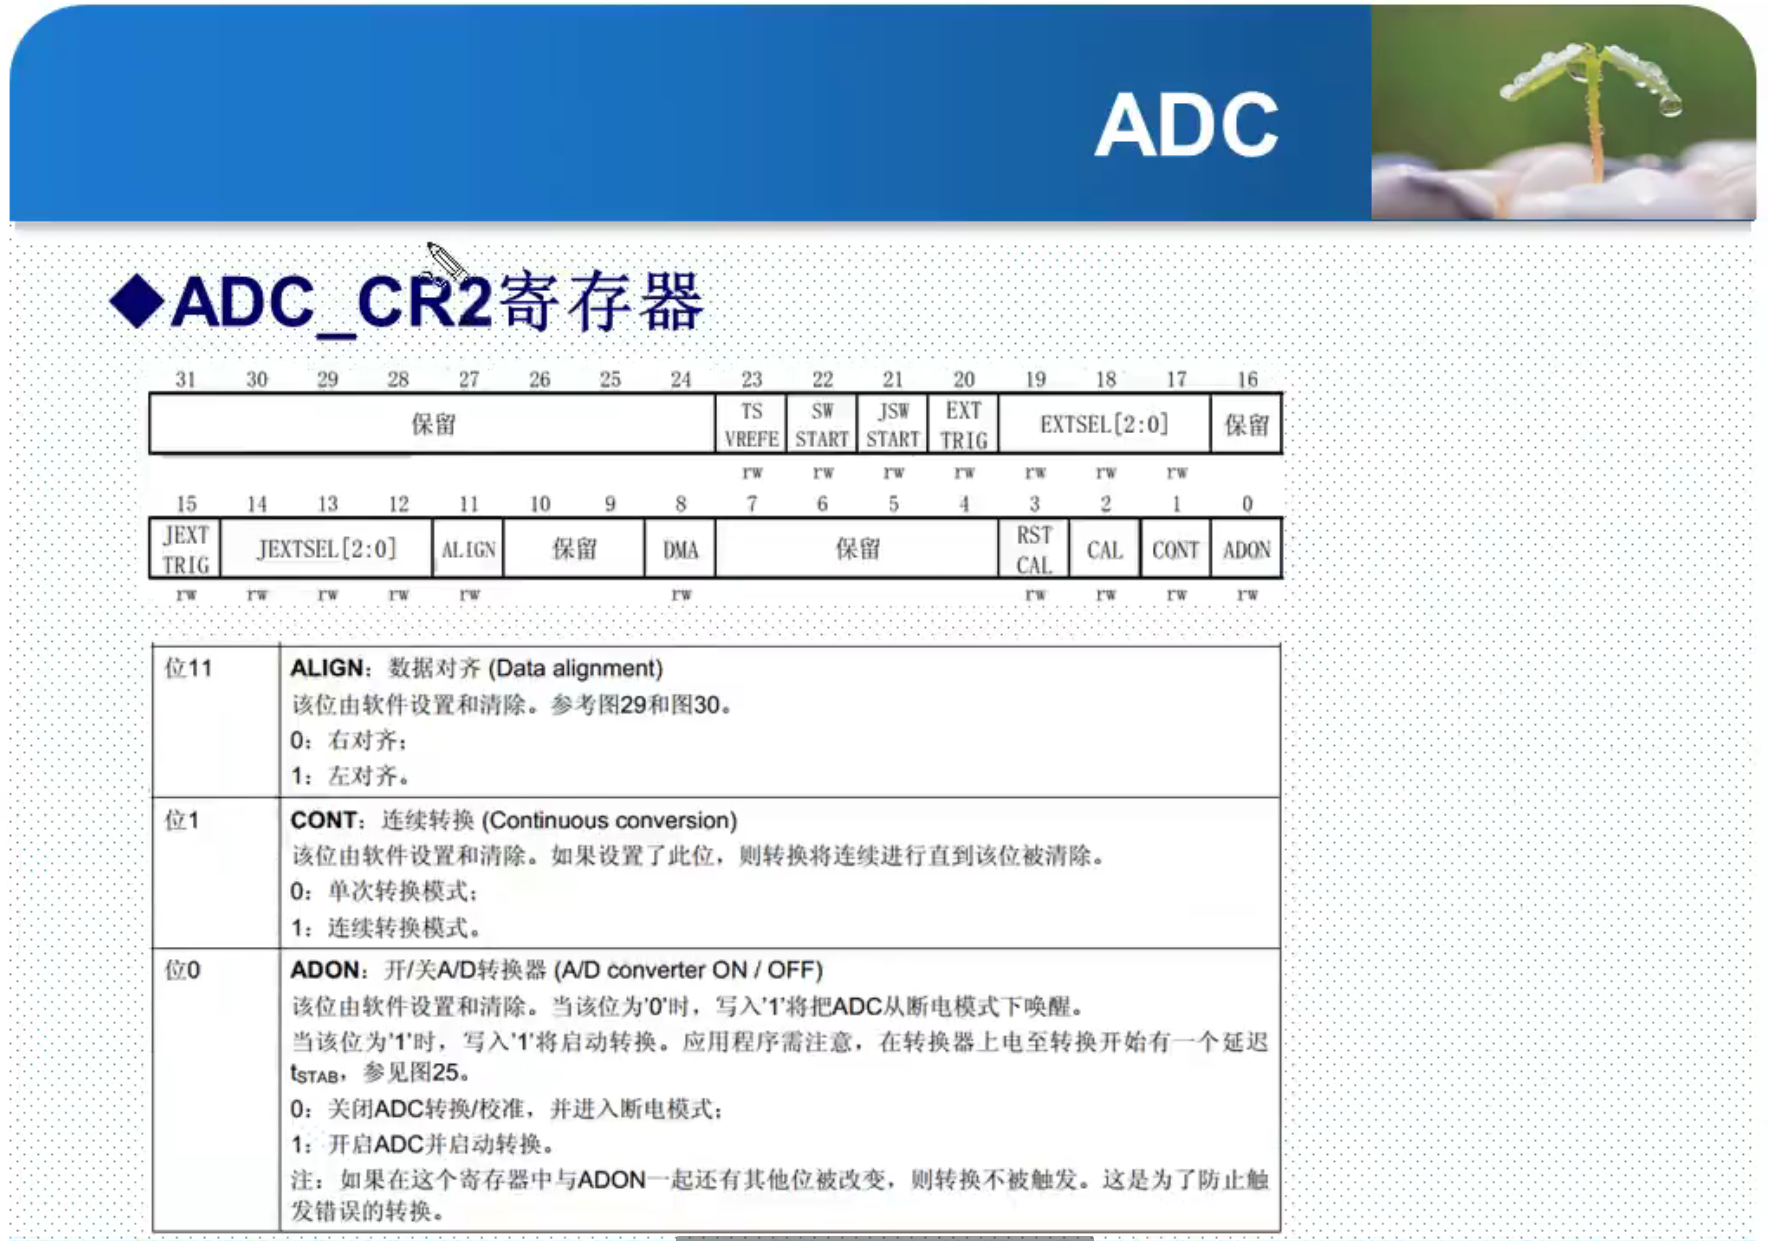 ADC
◆ADC_CR2寄存器
31 30 29 28 27 26 25 24 23 22 21 20 19 18 17 16
保留 TS VREFE SW START JSW START EXT TRIG EXTSEL[2:0] 保留
rw rw rw rw rw rw rw
15 14 13 12 11 10 9 8 7 6 5 4 3 2 1 0
JEXT TRIG JEXTSEL[2:0] ALIGN 保留 DMA 保留 RST CAL CAL CONT ADON
rw rw rw rw rw rw rw rw rw rw
位11 ALIGN：数据对齐 (Data alignment)
该位由软件设置和清除。参考图29和图30。
0：右对齐；
1：左对齐。
位1 CONT：连续转换 (Continuous conversion)
该位由软件设置和清除。如果设置了此位，则转换将连续进行直到该位被清除。
0：单次转换模式；
1：连续转换模式。
位0 ADON：开/关A/D转换器 (A/D converter ON / OFF)
该位由软件设置和清除。当该位为'0'时，写入'1'将把ADC从断电模式下唤醒。
当该位为'1'时，写入'1'将启动转换。应用程序需注意，在转换器上电至转换开始有一个延迟
tSTAB，参见图25。
0：关闭ADC转换/校准，并进入断电模式；
1：开启ADC并启动转换。
注：如果在这个寄存器中与ADON一起还有其他位被改变，则转换不被触发。这是为了防止触
发错误的转换。